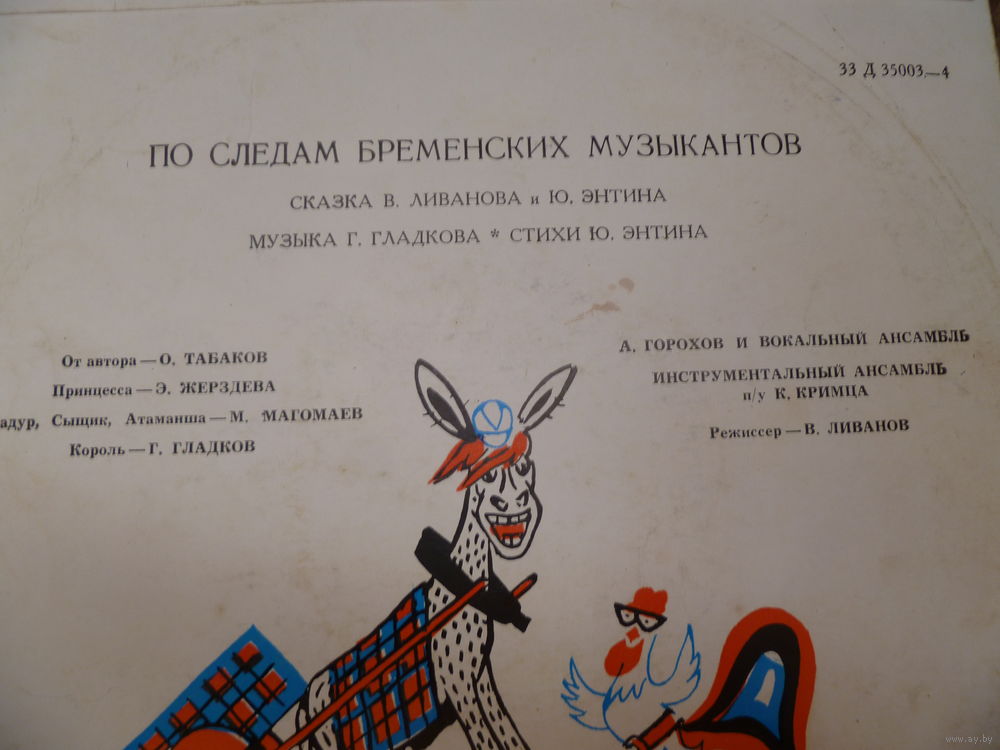 33 Д 35003—4
ПО СЛЕДАМ БРЕМЕНСКИХ МУЗЫКАНТОВ
СКАЗКА В. ЛИВАНОВА и Ю. ЭНТИНА
МУЗЫКА Г. ГЛАДКОВА * СТИХИ Ю. ЭНТИНА
От автора — О. ТАБАКОВ
Принцесса — Э. ЖЕРЗДЕВА
адур, Сыщик, Атаманша — М. МАГОМАЕВ
Король — Г. ГЛАДКОВ
А. ГОРОХОВ И ВОКАЛЬНЫЙ АНСАМБЛЬ
ИНСТРУМЕНТАЛЬНЫЙ АНСАМБЛЬ
п/у К. КРИМЦА
Режиссер — В. ЛИВАНОВ
www.ay.by